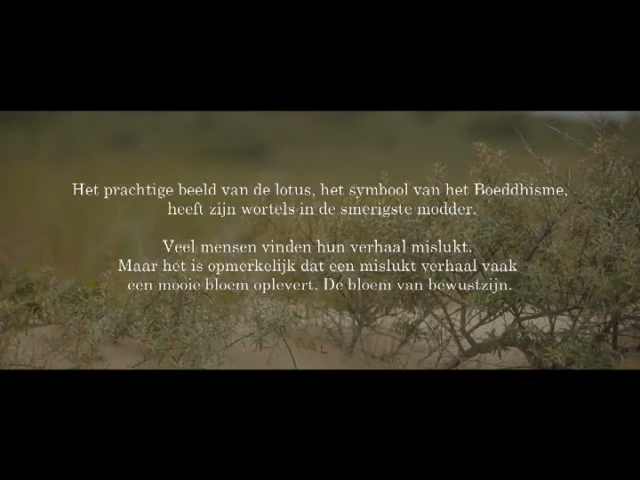 Het prachtige beeld van de lotus, het symbool van het Boeddhisme,
heeft zijn wortels in de smerigste modder.
Veel mensen vinden hun verhaal mislukt.
Maar het is opmerkelijk dat een mislukt verhaal vaak
een mooie bloem oplevert. De bloem van bewustzijn.